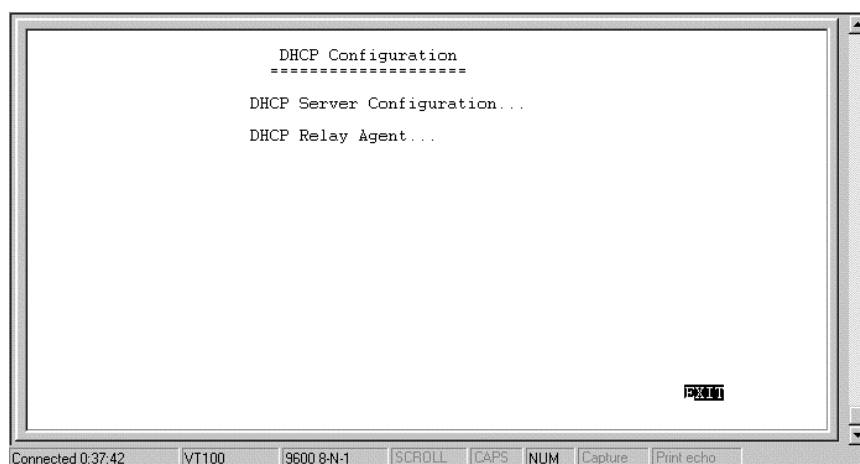 DHCP Configuration
=====================
DHCP Server Configuration...
DHCP Relay Agent...
EXIT
Connected 0:37:42 VT100 9600 8-N-1 SCROLL CAPS NUM Capture Print echo